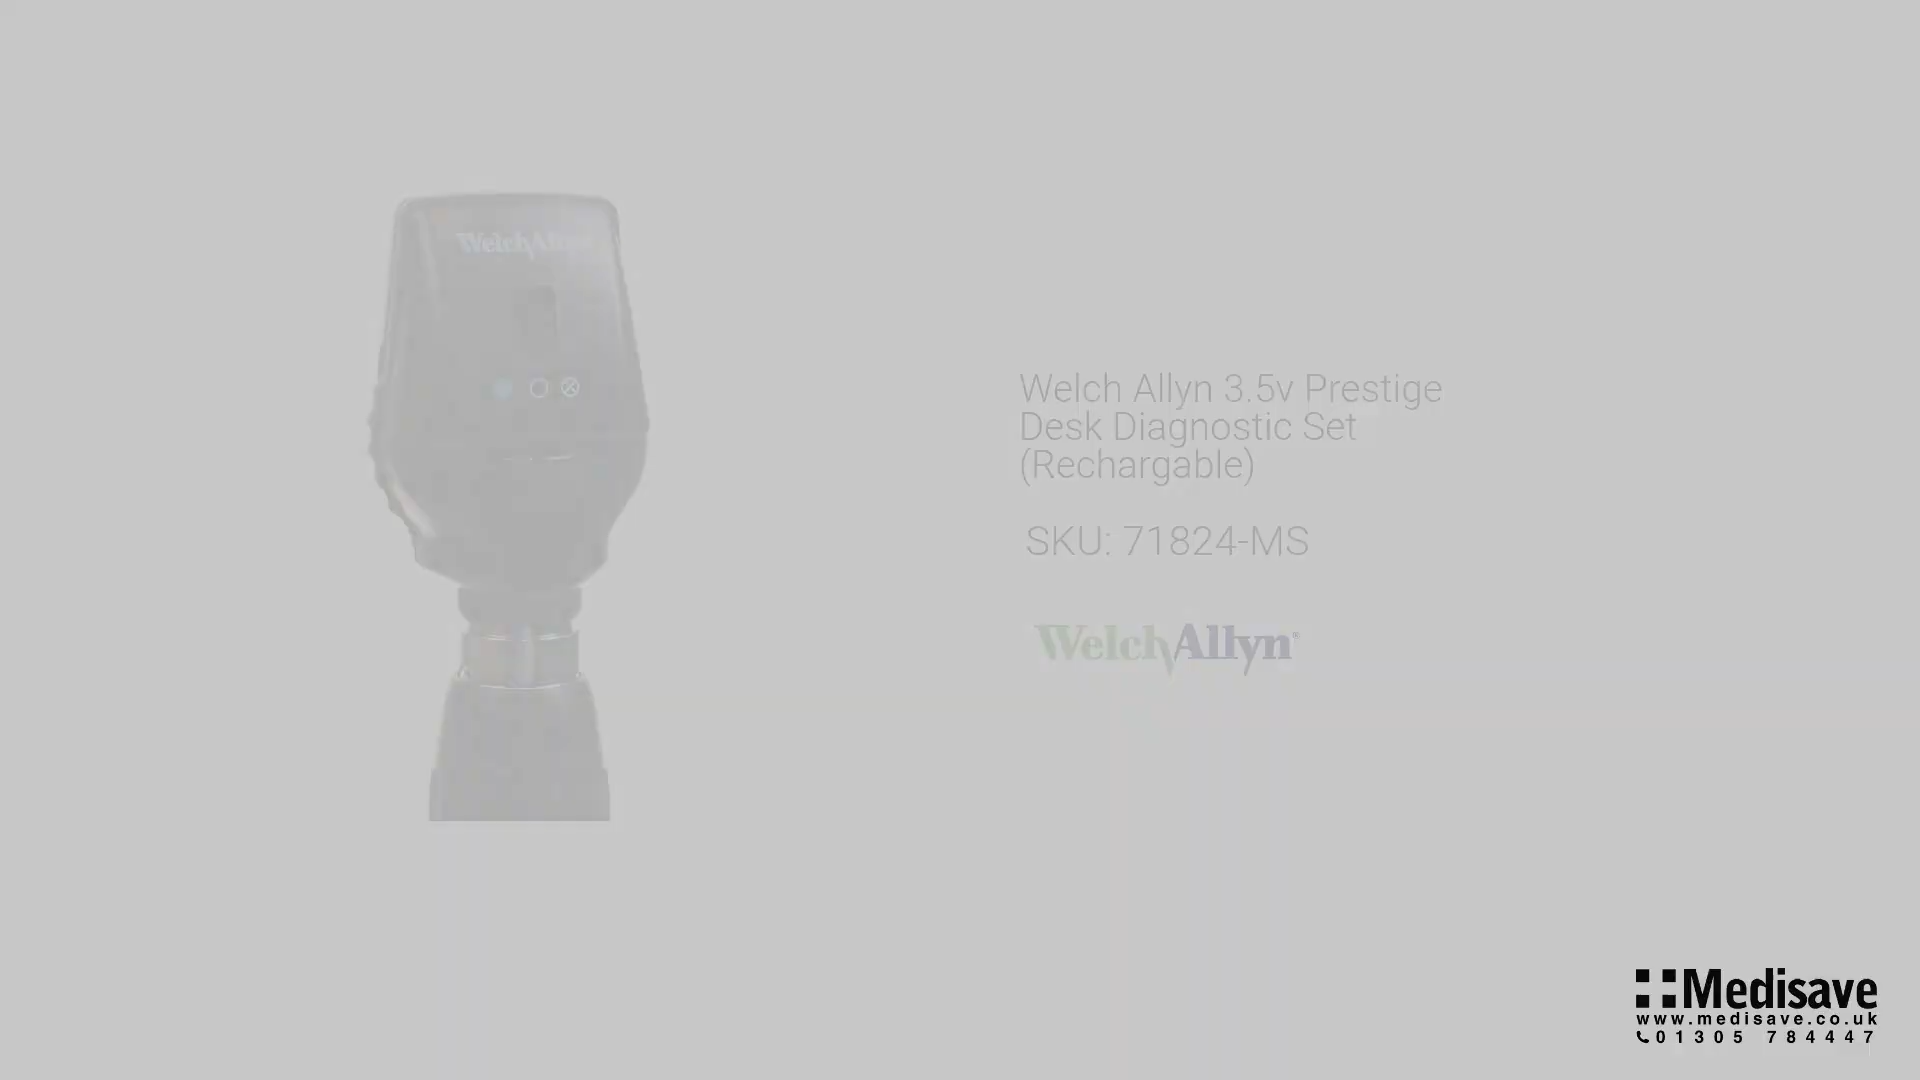 WelchAllyn
Welch Allyn 3.5v Prestige
Desk Diagnostic Set
(Rechargable)
SKU: 71824-MS
WelchAllyn®
Medisave
www.medisave.co.uk
01305 784447